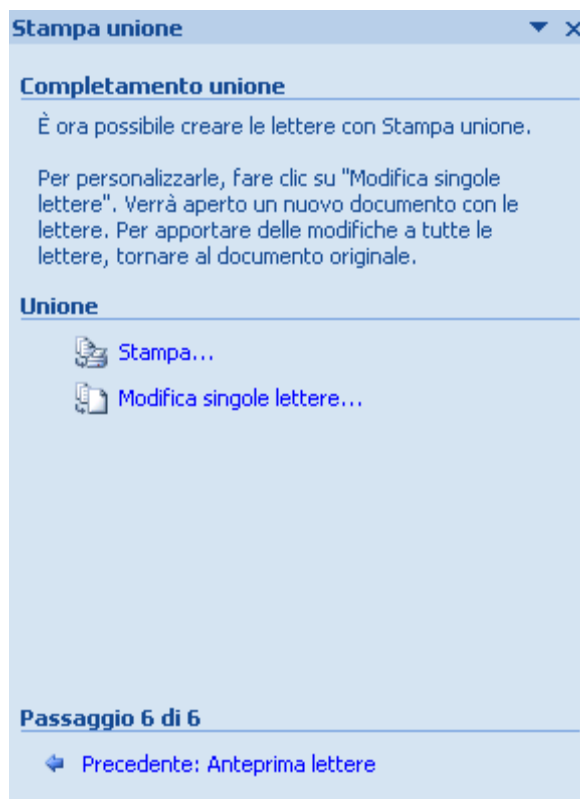 Stampa unione
Completamento unione
È ora possibile creare le lettere con Stampa unione.
Per personalizzarle, fare clic su "Modifica singole
lettere". Verrà aperto un nuovo documento con le
lettere. Per apportare delle modifiche a tutte le
lettere, tornare al documento originale.
Unione
Stampa...
Modifica singole lettere...
Passaggio 6 di 6
Precedente: Anteprima lettere